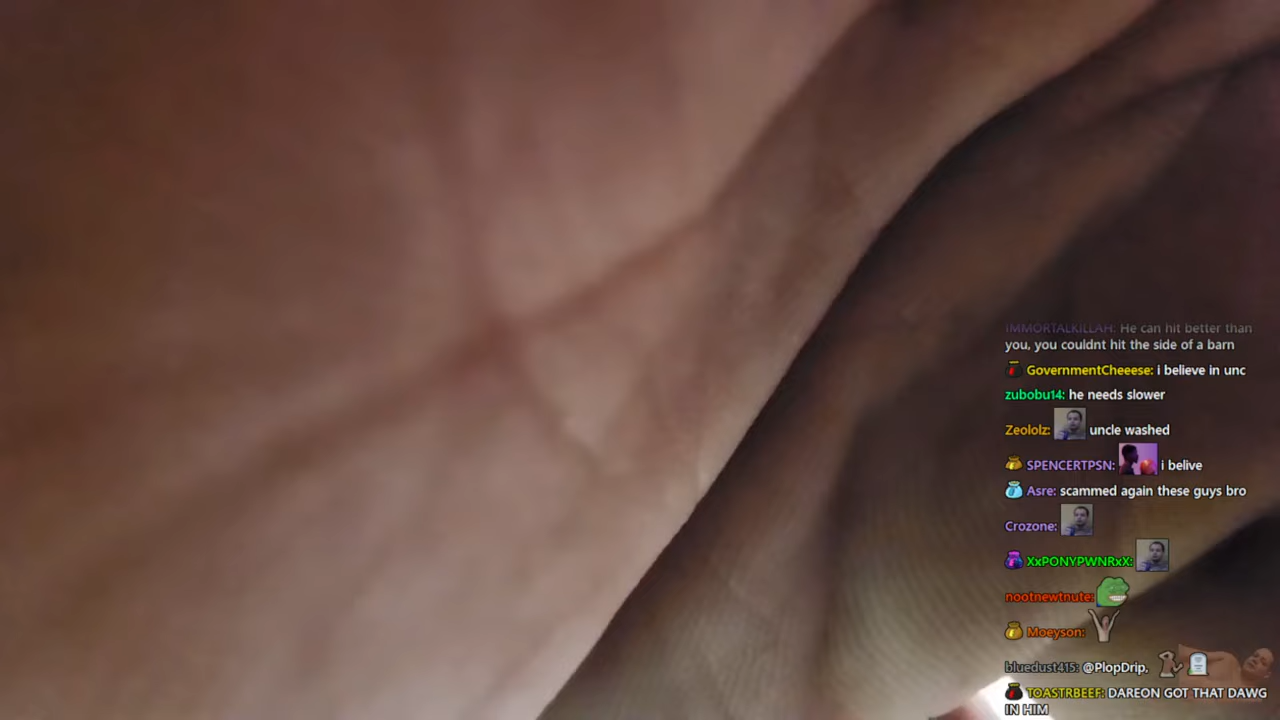 IMMORTALKILLAH: He can hit better than
you, you couldnt hit the side of a barn
GovernmentCheeese: i believe in unc
zubobu14: he needs slower
Zeololz: uncle washed
SPENCERTPSN: i belive
Asre: scammed again these guys bro
Crozone:
XxPONYPWNRxX:
nootnewtnute:
Moeyson:
bluedust415: @PlopDrip,
TOASTRBEEF: DAREON GOT THAT DAWG
IN HIM